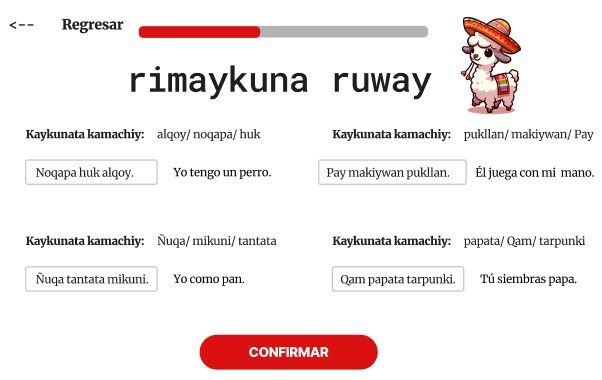 <-- Regresar
rimaykuna ruway
Kaykunata kamachiy: alqoy/ noqapa/ huk
Kaykunata kamachiy: pukllan/ makiywan/ Pay
Noqapa huk alqoy. Yo tengo un perro.
Pay makiywan pukllan. Él juega con mi mano.
Kaykunata kamachiy: Ñuqa/ mikuni/ tantata
Kaykunata kamachiy: papata/ Qam/ tarpunki
Ñuqa tantata mikuni. Yo como pan.
Qam papata tarpunki. Tú siembras papa.
CONFIRMAR